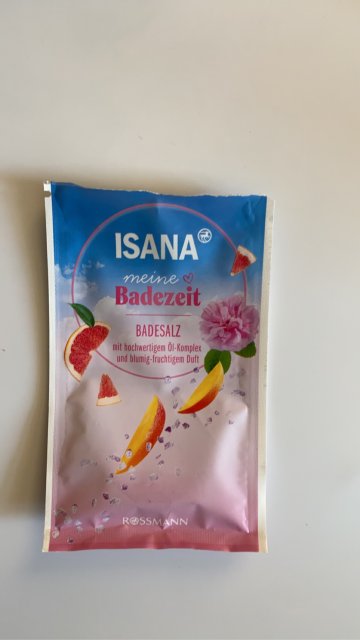 ISANA
meine
Badezeit
BADESALZ
mit hochwertigem Öl-Komplex
und blumig-fruchtigem Duft
ROSSMANN